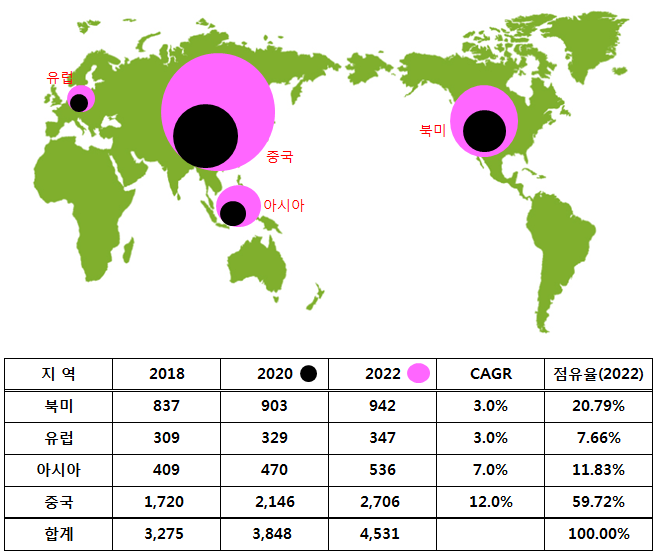 유럽
중국
북미
아시아
지 역 2018 2020 2022 CAGR 점유율(2022)
북미 837 903 942 3.0% 20.79%
유럽 309 329 347 3.0% 7.66%
아시아 409 470 536 7.0% 11.83%
중국 1,720 2,146 2,706 12.0% 59.72%
합계 3,275 3,848 4,531 100.00%